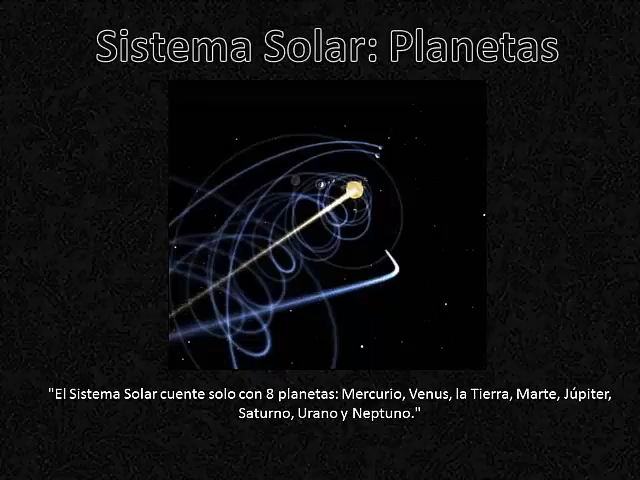 Sistema Solar: Planetas
"El Sistema Solar cuente solo con 8 planetas: Mercurio, Venus, la Tierra, Marte, Júpiter,
Saturno, Urano y Neptuno."